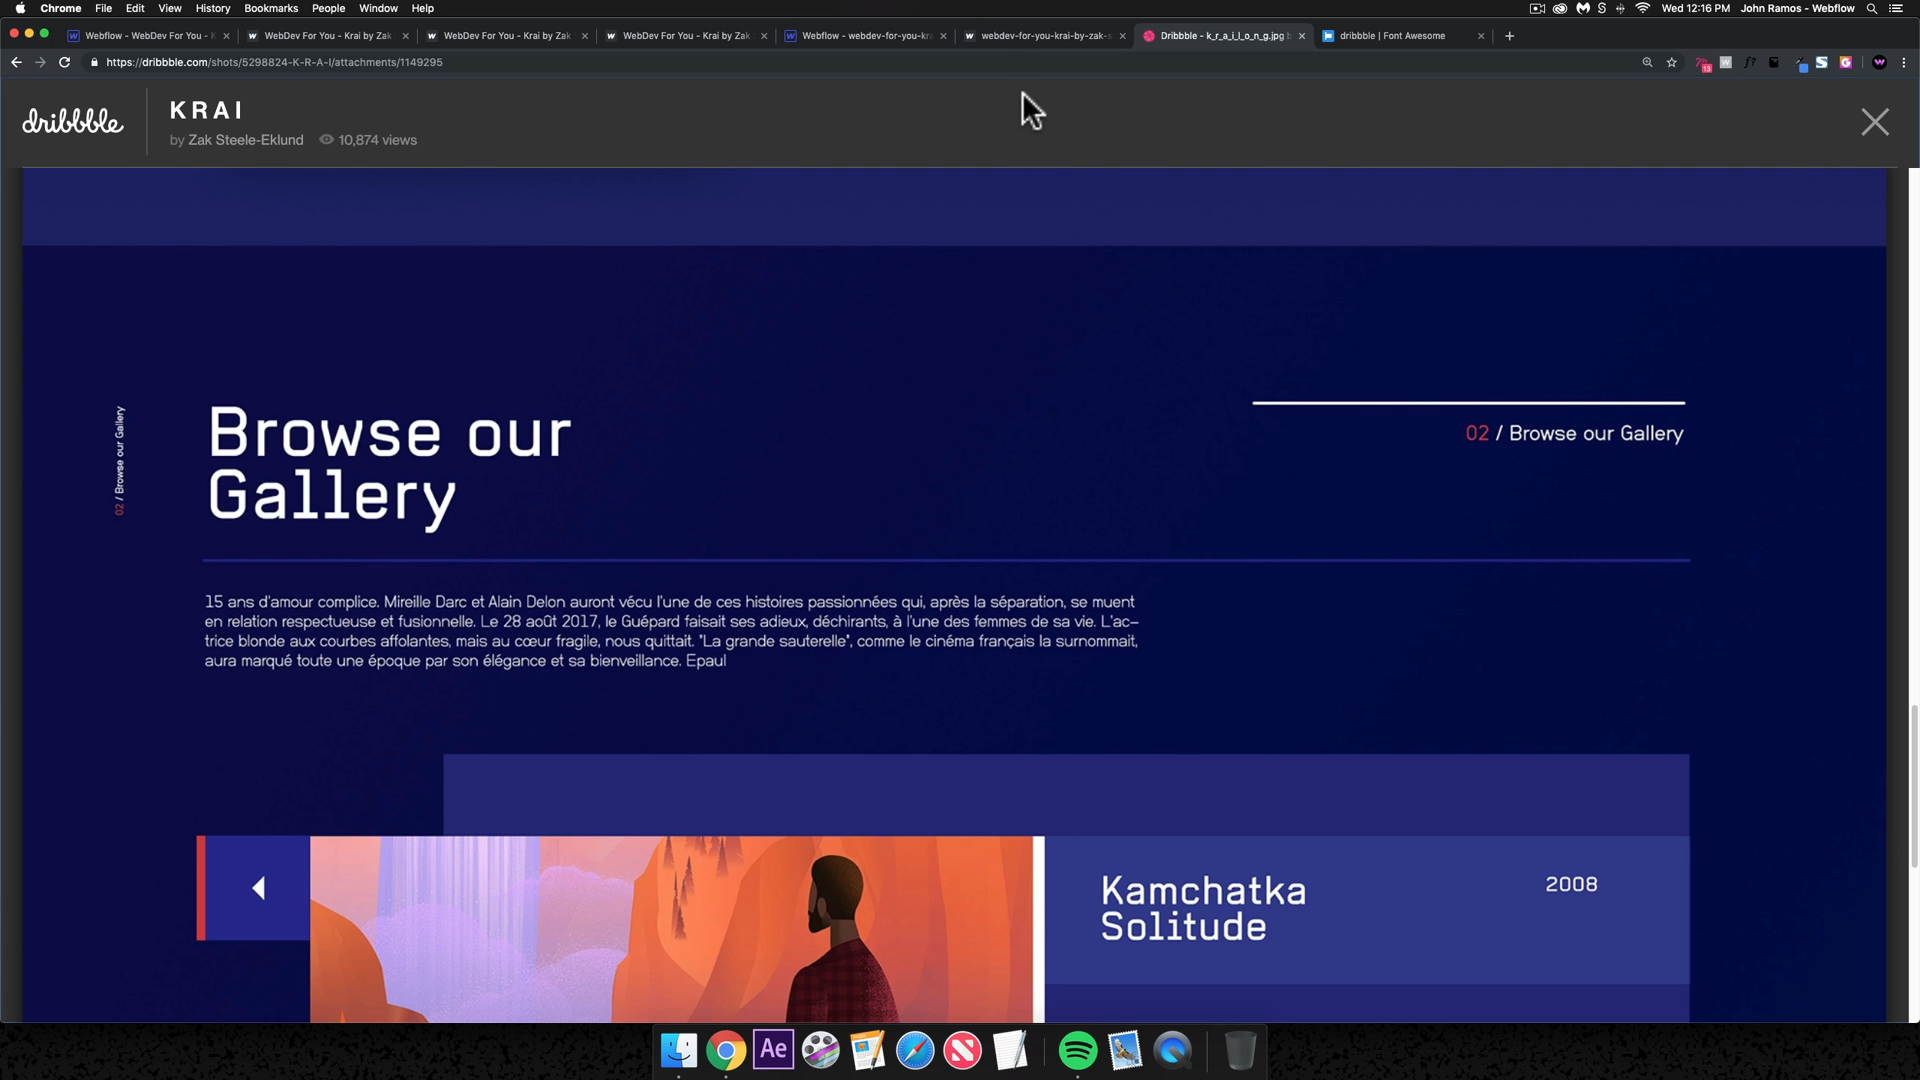 Chrome File Edit View History Bookmarks People Window Help
Wed 12:16 PM John Ramos - Webflow
Webflow - WebDev For You - K
WebDev For You - Krai by Zak
WebDev For You - Krai by Zak
WebDev For You - Krai by Zak
Webflow - webdev-for-you-kra
webdev-for-you-krai-by-zak-s
Dribbble - k_r_a_i_l_o_n_g.jpg b
dribbble | Font Awesome
https://dribbble.com/shots/5298824-K-R-A-I/attachments/1149295
13
dribbble
KRAI
by Zak Steele-Eklund 10,874 views
02 / Browse our Gallery
Browse our
Gallery
02 / Browse our Gallery
15 ans d'amour complice. Mireille Darc et Alain Delon auront vécu l'une de ces histoires passionnées qui, après la séparation, se muent
en relation respectueuse et fusionnelle. Le 28 août 2017, le Guépard faisait ses adieux, déchirants, à l'une des femmes de sa vie. L'ac-
trice blonde aux courbes affolantes, mais au cœur fragile, nous quittait. "La grande sauterelle", comme le cinéma français la surnommait,
aura marqué toute une époque par son élégance et sa bienveillance. Epaul
Kamchatka
Solitude
2008
Ae